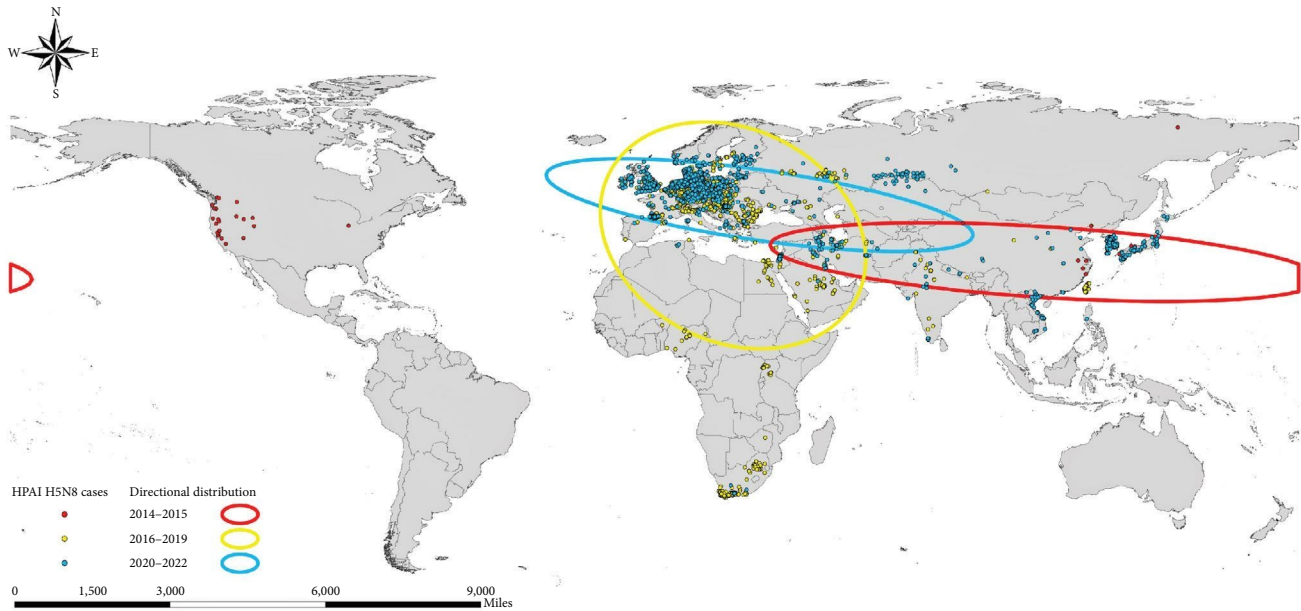 N
W E
S
HPAI H5N8 cases Directional distribution
2014–2015
2016–2019
2020–2022
0 1,500 3,000 6,000 9,000
Miles